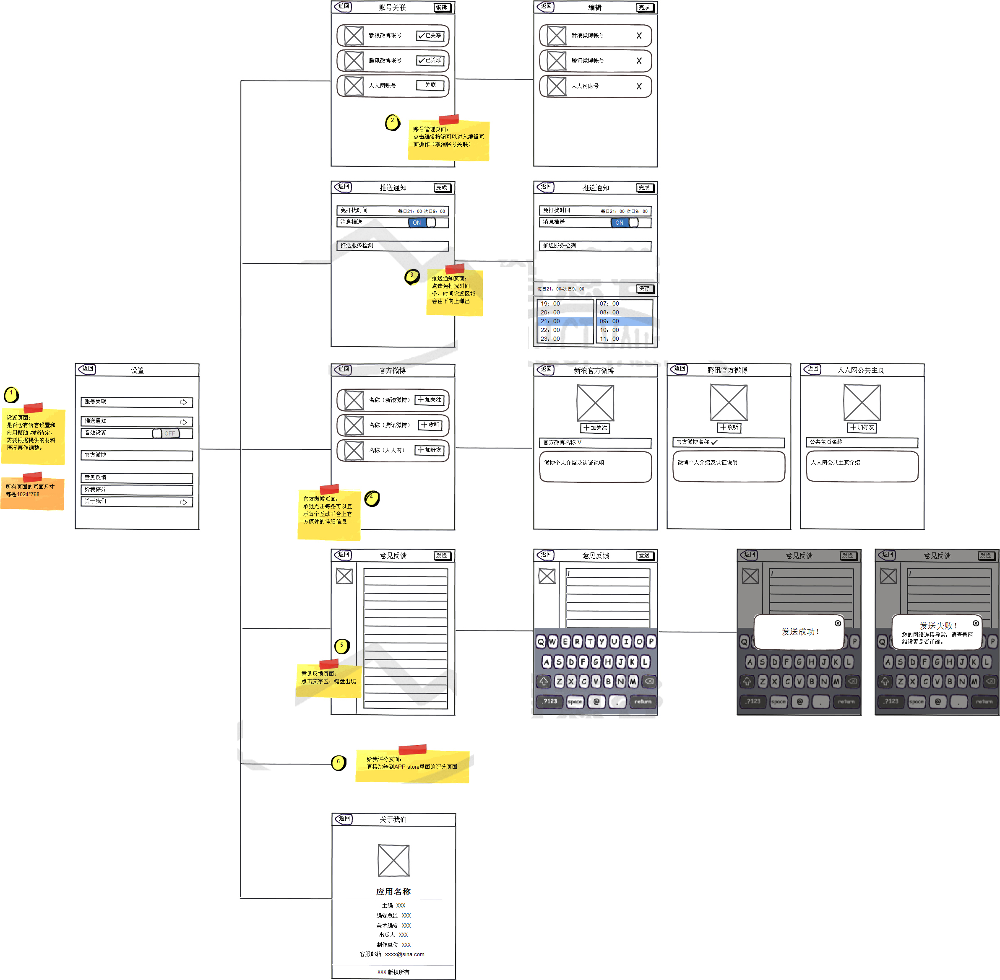 返回
账号关联
编辑
新浪微博帐号
已关联
腾讯微博帐号
已关联
人人网账号
关联
2
账号管理页面：
点击编辑按钮可以进入编辑页
面操作（取消帐号关联）
返回
编辑
完成
新浪微博帐号
X
腾讯微博帐号
X
人人网账号
X
返回
推送通知
完成
免打扰时间
每日21：00-次日9：00
消息推送
ON
推送服务检测
3
推送通知页面：
点击免打扰时间
条，时间设置区域
会由下向上弹出
返回
推送通知
完成
免打扰时间
每日21：00-次日9：00
消息推送
ON
推送服务检测
每日21：00-次日9：00
保存
19：00
20：00
21：00
22：00
23：00
07：00
08：00
09：00
10：00
11：00
1
设置页面：
是否含有语言设置和
使用帮助功能待定，
需要根据提供的材料
情况再作调整。
所有页面的页面尺寸
都是1024*768
返回
设置
账号关联
推送通知
音效设置
OFF
官方微博
意见反馈
给我评分
关于我们
返回
官方微博
名称（新浪微博）
＋加关注
名称（腾讯微博）
＋收听
名称（人人网）
＋加好友
官方微博页面：
单独点击每条可以显
示每个互动平台上官
方媒体的详细信息
4
返回
新浪官方微博
＋加关注
官方微博名称 V
微博个人介绍及认证说明
返回
腾讯官方微博
＋收听
官方微博名称
微博个人介绍及认证说明
返回
人人网公共主页
＋加好友
公共主页名称
人人网公共主页介绍
返回
意见反馈
发送
5
意见反馈页面：
点击文字区，键盘出现
返回
意见反馈
发送
Q W E R T Y U I O P
A S D F G H J K L
Z X C V B N M
.?123 space @ . return
返回
意见反馈
发送
发送成功！
Q P
A S D F G H J K L
Z X C V B N M
.?123 space @ . return
返回
意见反馈
发送
发送失败！
您的网络连接异常，请查看网
络设置是否正确。
Q P
A S D F G H J K L
Z X C V B N M
.?123 space @ . return
6
给我评分页面：
直接跳转到APP store里面的评分页面
返回
关于我们
应用名称
主编 XXX
编辑总监 XXX
美术编辑 XXX
出版人 XXX
制作单位 XXX
客服邮箱 xxxx@sina.com
XXX 版权所有